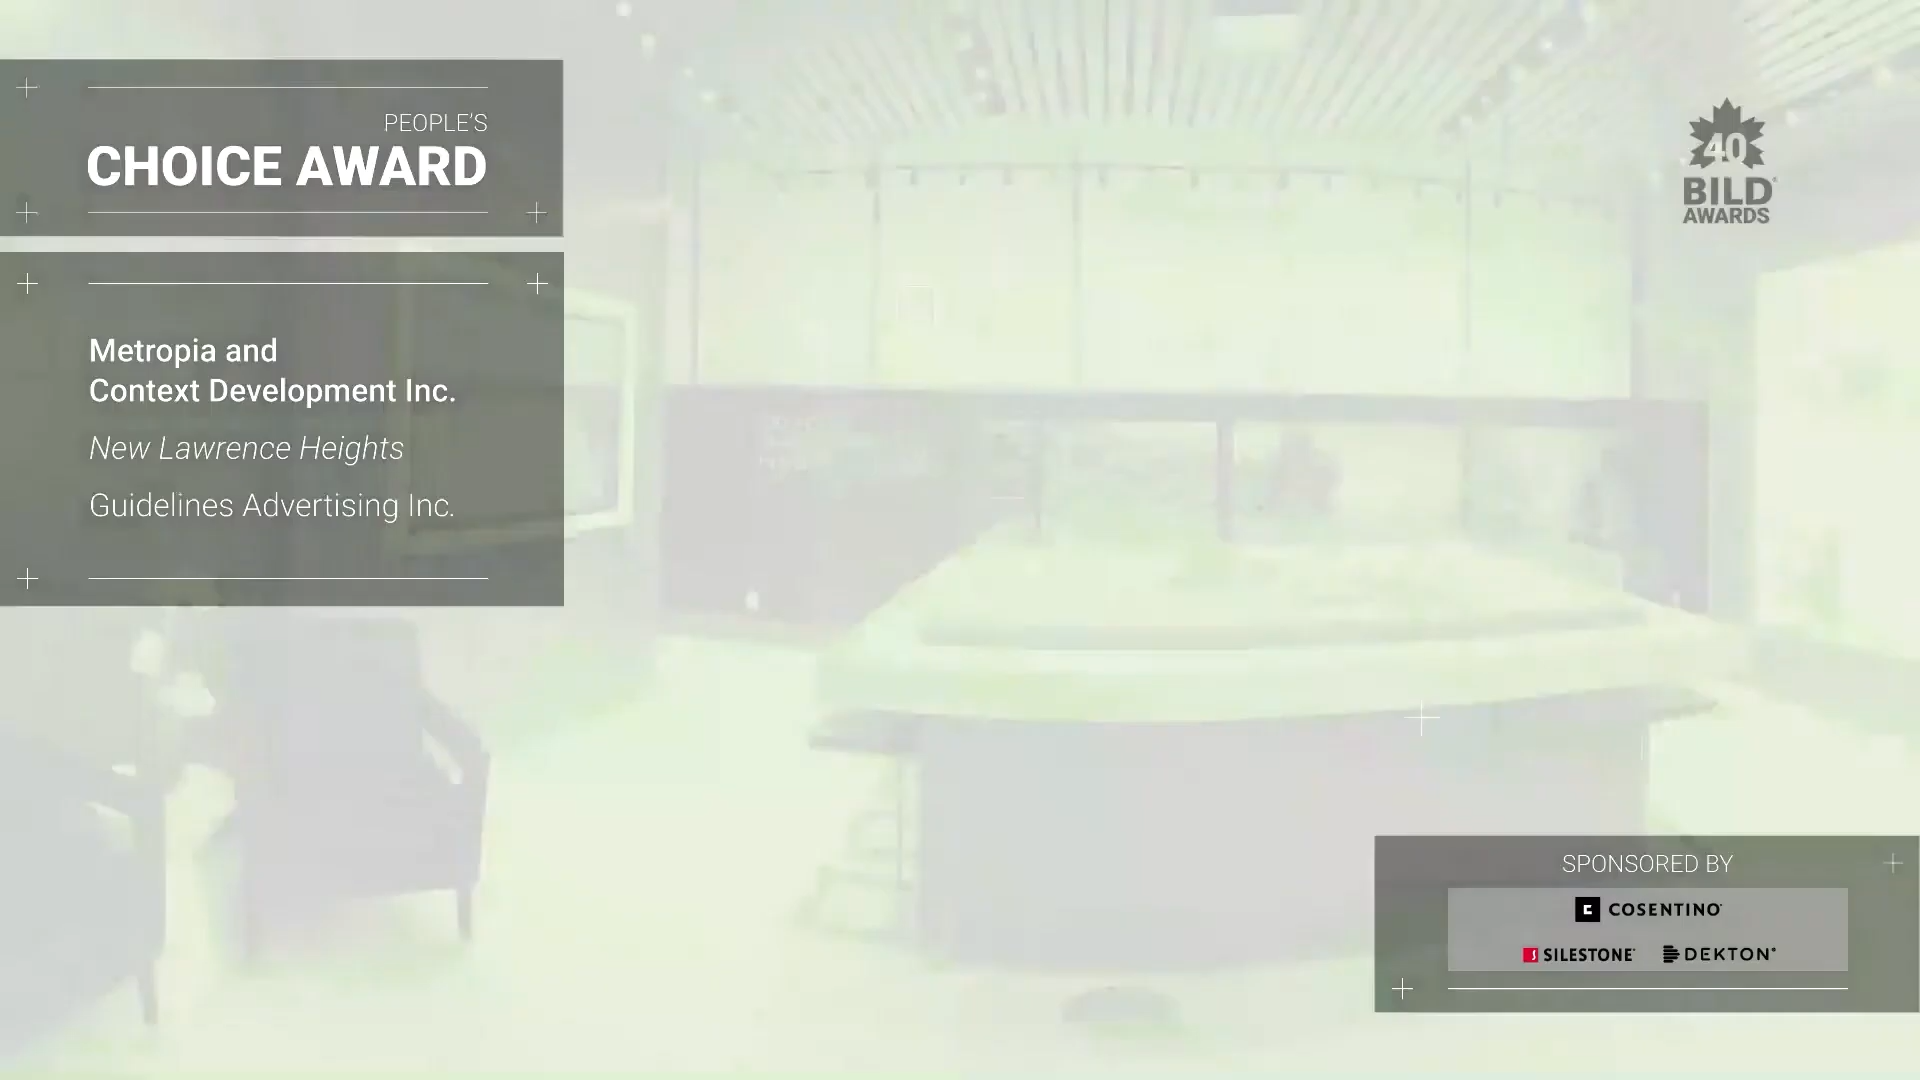 PEOPLE'S
CHOICE AWARD
Metropia and
Context Development Inc.
New Lawrence Heights
Guidelines Advertising Inc.
40
BILD®
AWARDS
SPONSORED BY
COSENTINO®
SILESTONE® DEKTON®